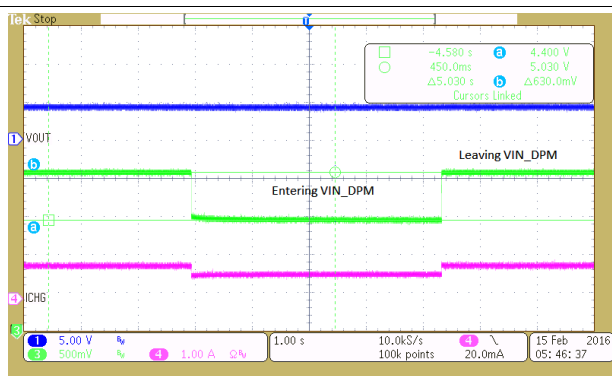 Tek Stop
T
-4.580 s a 4.400 V
450.0ms 5.030 V
△5.030 s b △630.0mV
Cursors Linked
1 VOUT
b
Leaving VIN_DPM
Entering VIN_DPM
a
4 ICHG
3
1 5.00 V BW
3 500mV BW 4 1.00 A Ω BW
1.00 s
10.0kS/s
100k points
4 \
20.0mA
15 Feb 2016
05:46:37